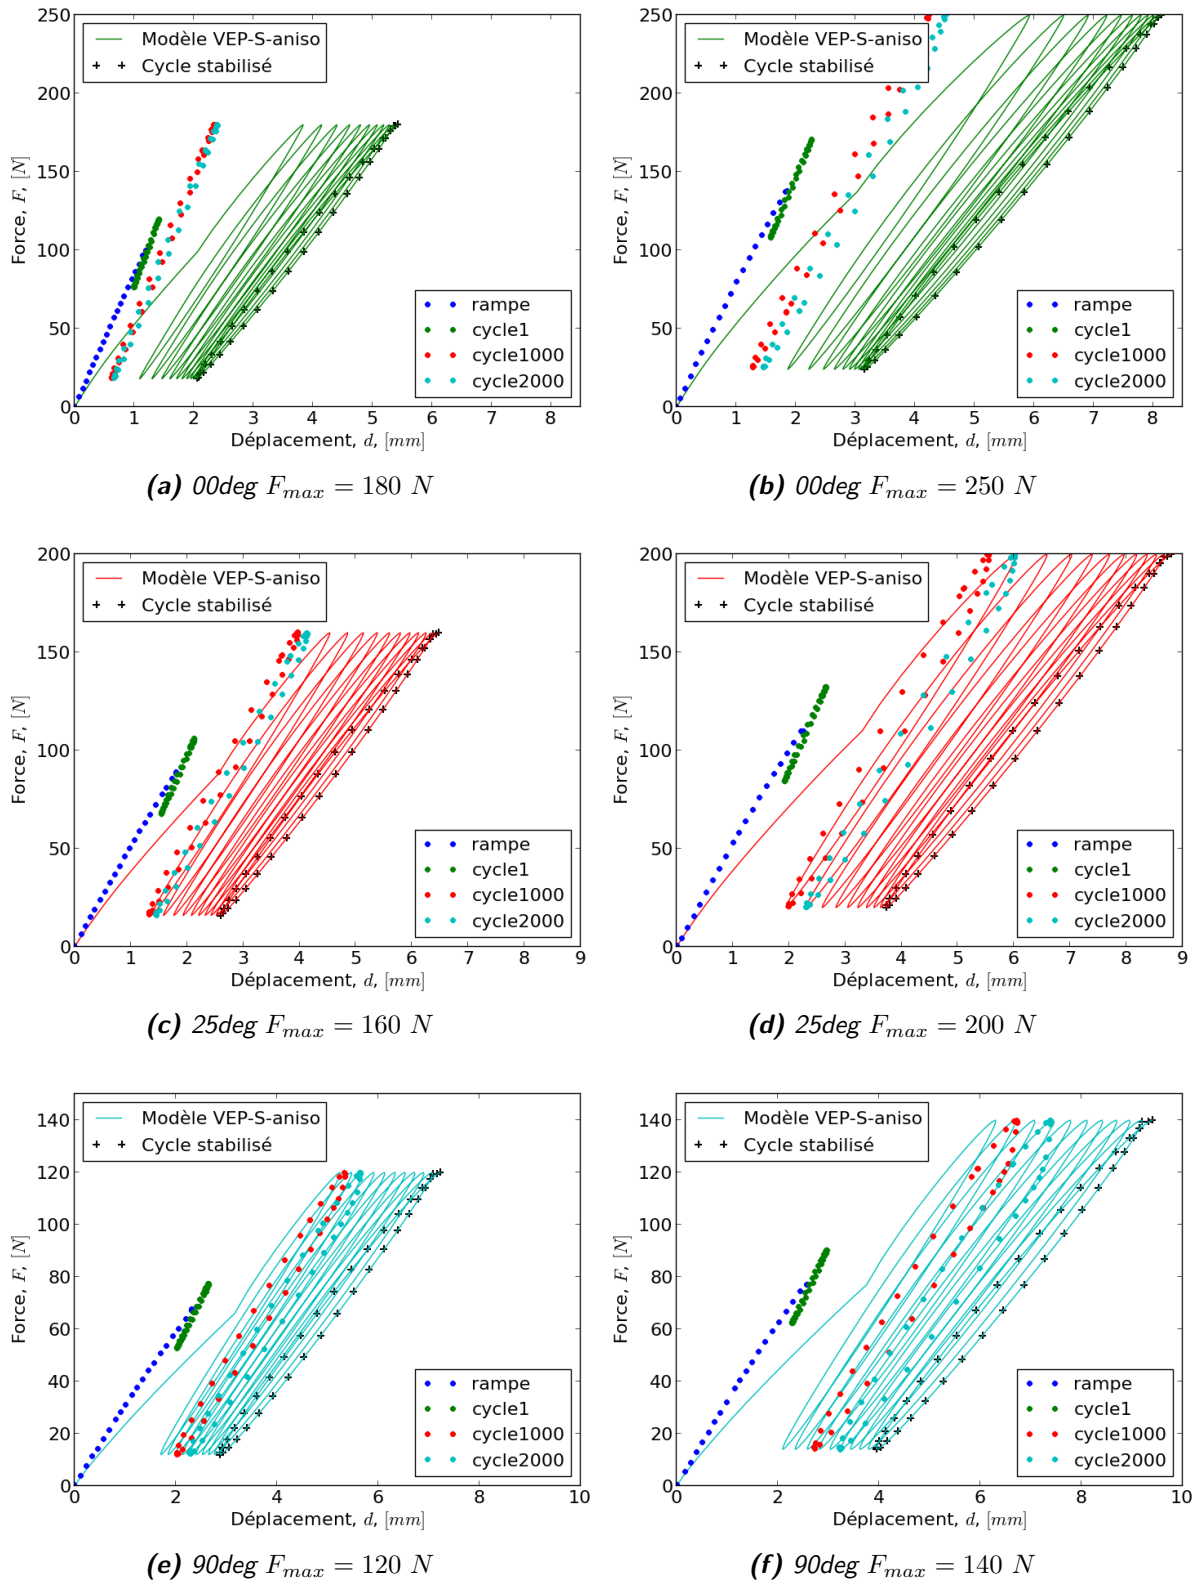 250
200
150
100
50
0
Force, F, [N]
Modèle VEP-S-aniso
Cycle stabilisé
rampe
cycle1
cycle1000
cycle2000
0 1 2 3 4 5 6 7 8
Déplacement, d, [mm]
(a) 00deg F_max = 180 N
250
200
150
100
50
0
Force, F, [N]
Modèle VEP-S-aniso
Cycle stabilisé
rampe
cycle1
cycle1000
cycle2000
0 1 2 3 4 5 6 7 8
Déplacement, d, [mm]
(b) 00deg F_max = 250 N
200
150
100
50
0
Force, F, [N]
Modèle VEP-S-aniso
Cycle stabilisé
rampe
cycle1
cycle1000
cycle2000
0 1 2 3 4 5 6 7 8 9
Déplacement, d, [mm]
(c) 25deg F_max = 160 N
200
150
100
50
0
Force, F, [N]
Modèle VEP-S-aniso
Cycle stabilisé
rampe
cycle1
cycle1000
cycle2000
0 1 2 3 4 5 6 7 8 9
Déplacement, d, [mm]
(d) 25deg F_max = 200 N
140
120
100
80
60
40
20
0
Force, F, [N]
Modèle VEP-S-aniso
Cycle stabilisé
rampe
cycle1
cycle1000
cycle2000
0 2 4 6 8 10
Déplacement, d, [mm]
(e) 90deg F_max = 120 N
140
120
100
80
60
40
20
0
Force, F, [N]
Modèle VEP-S-aniso
Cycle stabilisé
rampe
cycle1
cycle1000
cycle2000
0 2 4 6 8 10
Déplacement, d, [mm]
(f) 90deg F_max = 140 N